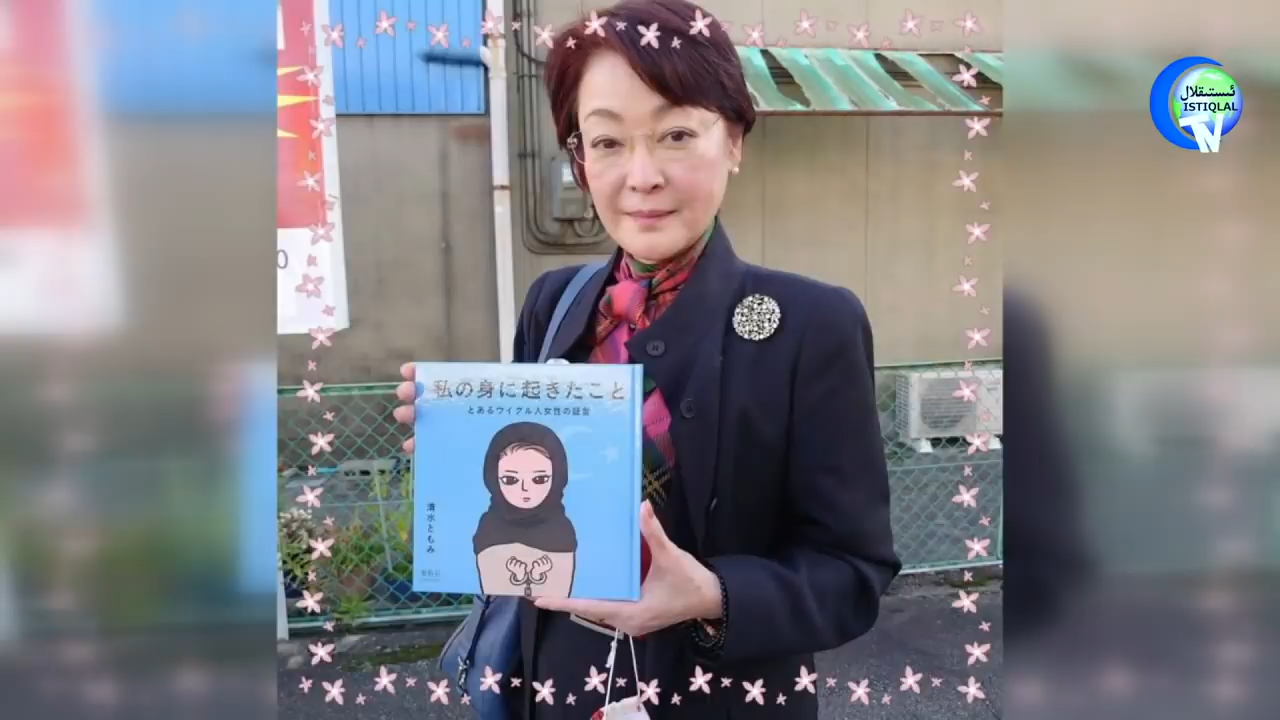 私の身に起きたこと
とあるウイグル人女性の証言
清水ともみ
ئىستىقلال
ISTIQLAL
TV
0